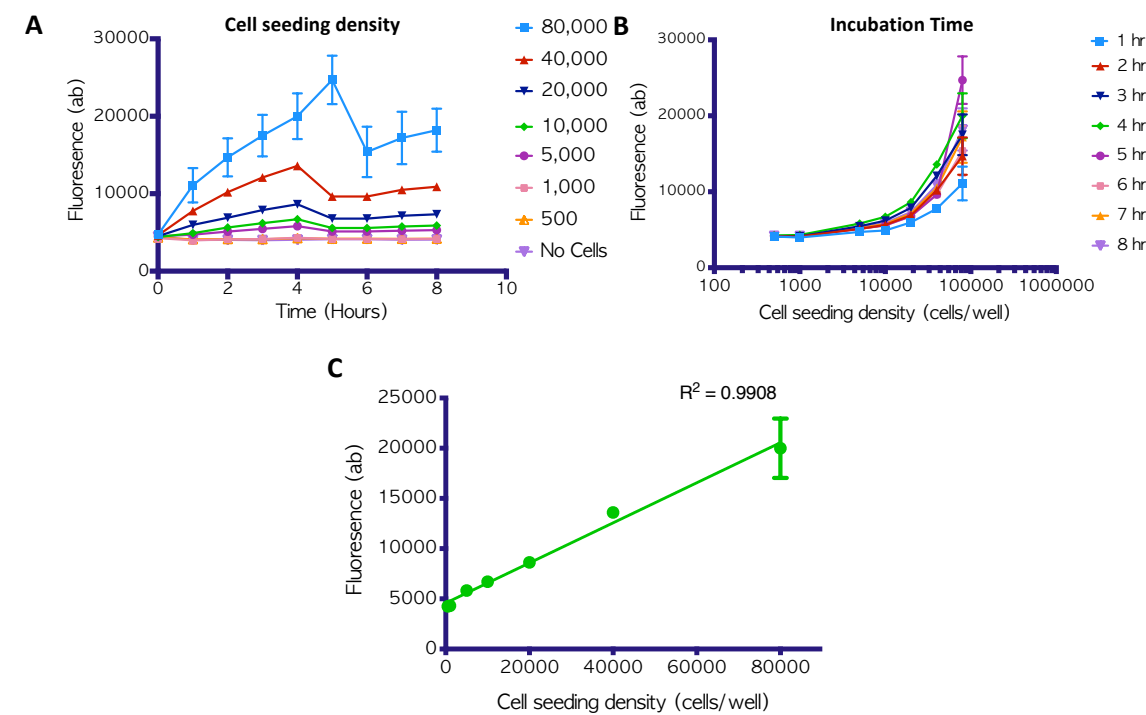 A
Cell seeding density
30000
20000
10000
0
Fluoresence (ab)
0 2 4 6 8 10
Time (Hours)
80,000
40,000
20,000
10,000
5,000
1,000
500
No Cells
B
Incubation Time
30000
20000
10000
0
Fluoresence (ab)
100 1000 10000 100000 1000000
Cell seeding density (cells/well)
1 hr
2 hr
3 hr
4 hr
5 hr
6 hr
7 hr
8 hr
C
R² = 0.9908
25000
20000
15000
10000
5000
0
Fluoresence (ab)
0 20000 40000 60000 80000
Cell seeding density (cells/well)